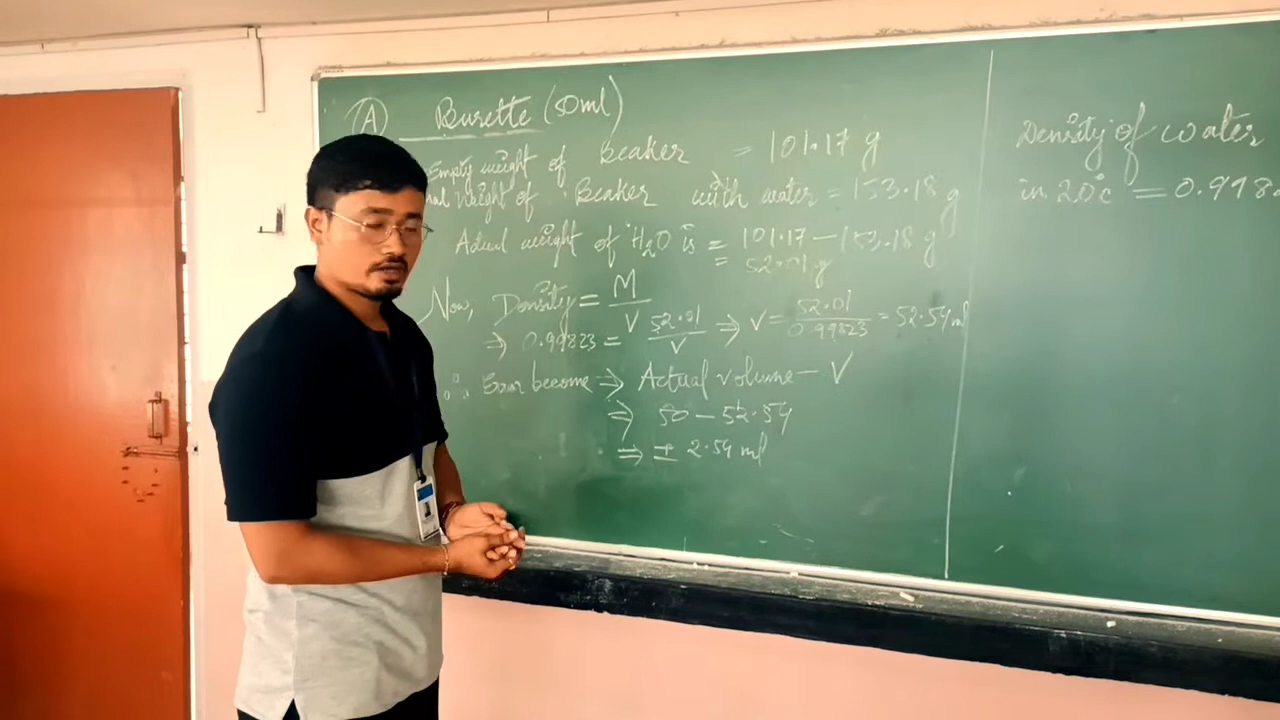 (A) Burette (50ml)
Empty weight of beaker = 101.17 g
Weight of Beaker with water = 153.18 g
Actual weight of H₂O is = 101.17 — 153.18 g
= 52.01 g
Now, Density = M/V
⇒ 0.99823 = 52.01/V ⇒ V = 52.01/0.99823 = 52.54 ml
∴ Error become ⇒ Actual volume — V
⇒ 50 — 52.54
⇒ ± 2.54 ml
Density of water
in 20°c = 0.998